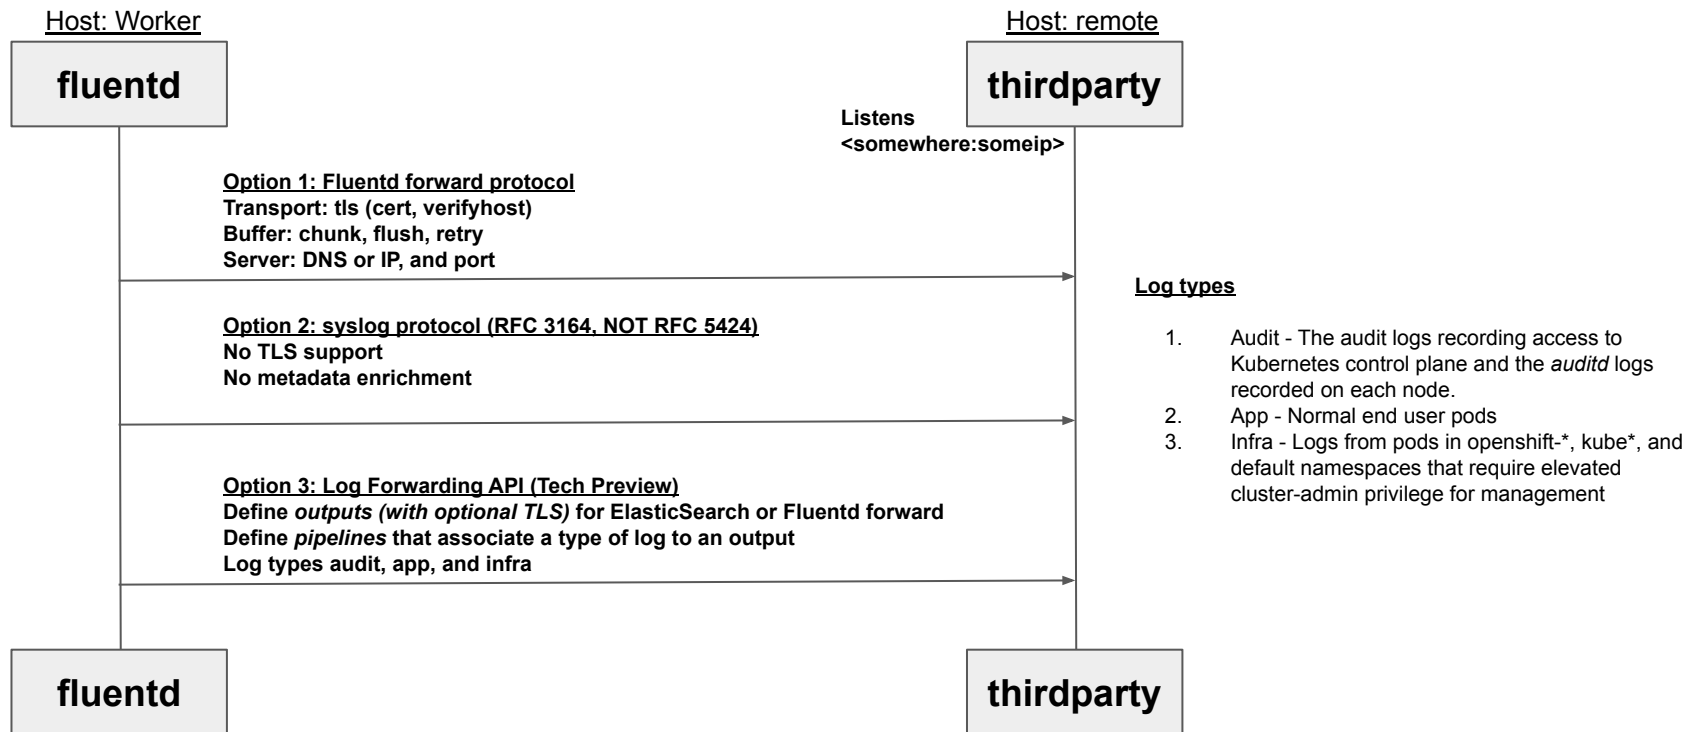 Host: Worker
Host: remote
fluentd
thirdparty
Listens
<somewhere:someip>
Option 1: Fluentd forward protocol
Transport: tls (cert, verifyhost)
Buffer: chunk, flush, retry
Server: DNS or IP, and port
Option 2: syslog protocol (RFC 3164, NOT RFC 5424)
No TLS support
No metadata enrichment
Option 3: Log Forwarding API (Tech Preview)
Define outputs (with optional TLS) for ElasticSearch or Fluentd forward
Define pipelines that associate a type of log to an output
Log types audit, app, and infra
Log types
1. Audit - The audit logs recording access to
Kubernetes control plane and the auditd logs
recorded on each node.
2. App - Normal end user pods
3. Infra - Logs from pods in openshift-*, kube*, and
default namespaces that require elevated
cluster-admin privilege for management
fluentd
thirdparty